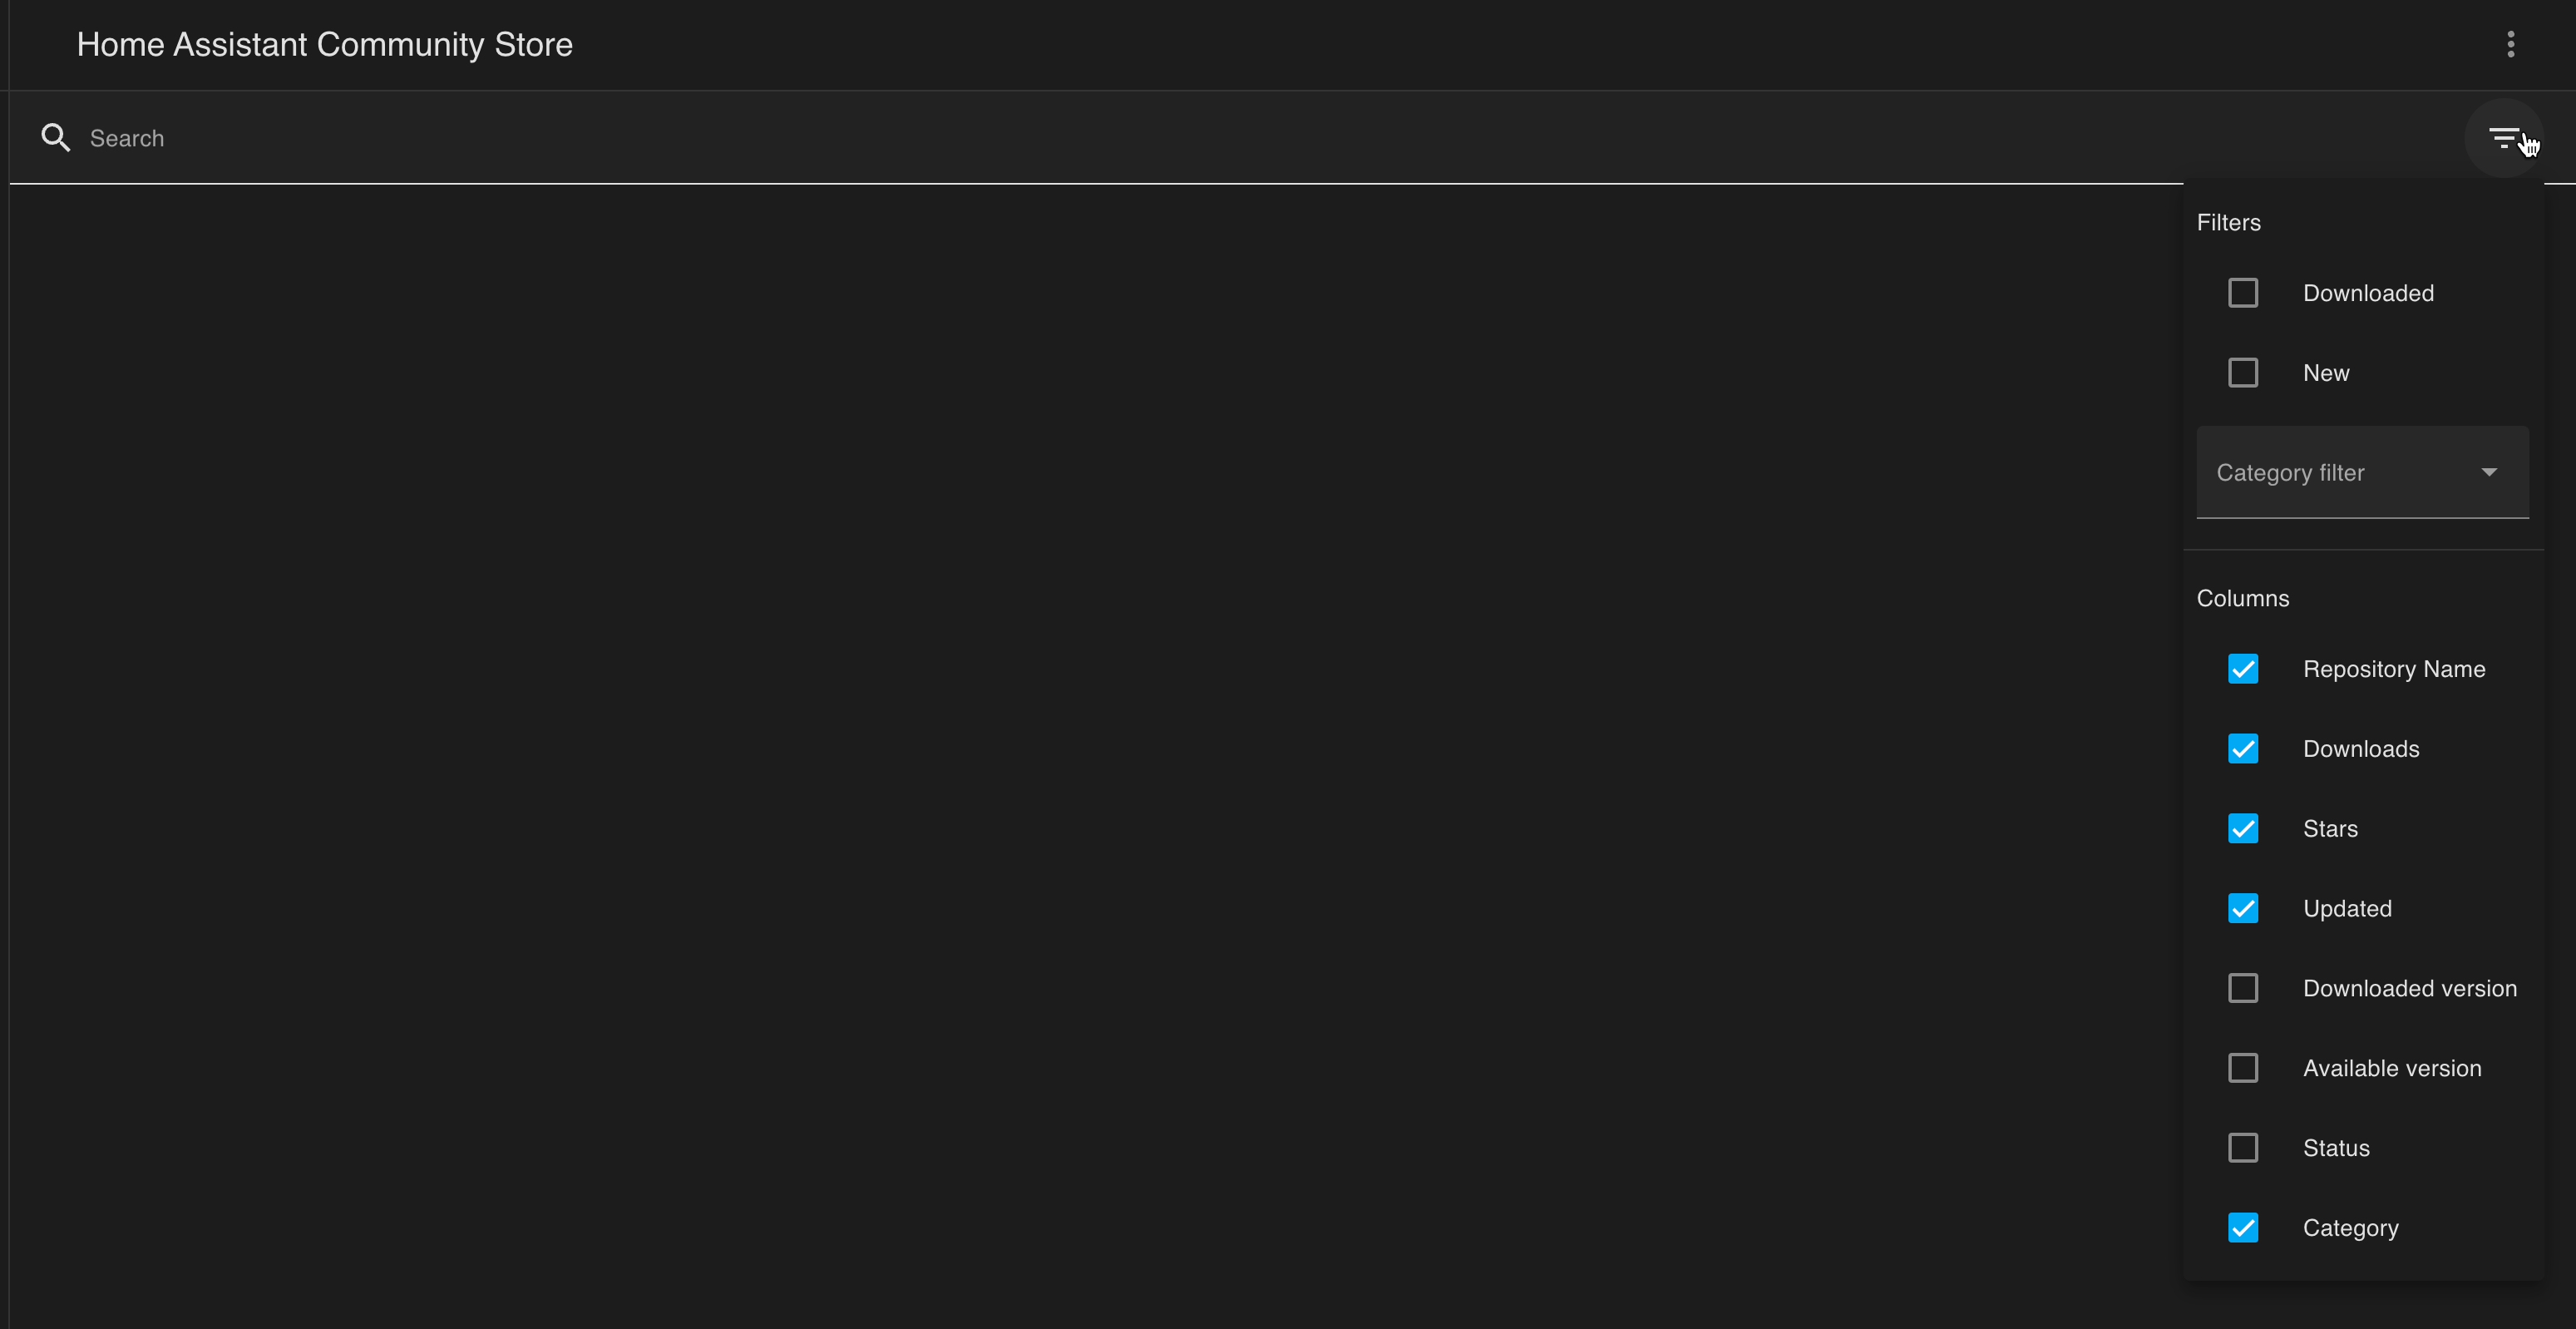 Home Assistant Community Store
Search
Filters
Downloaded
New
Category filter
Columns
Repository Name
Downloads
Stars
Updated
Downloaded version
Available version
Status
Category